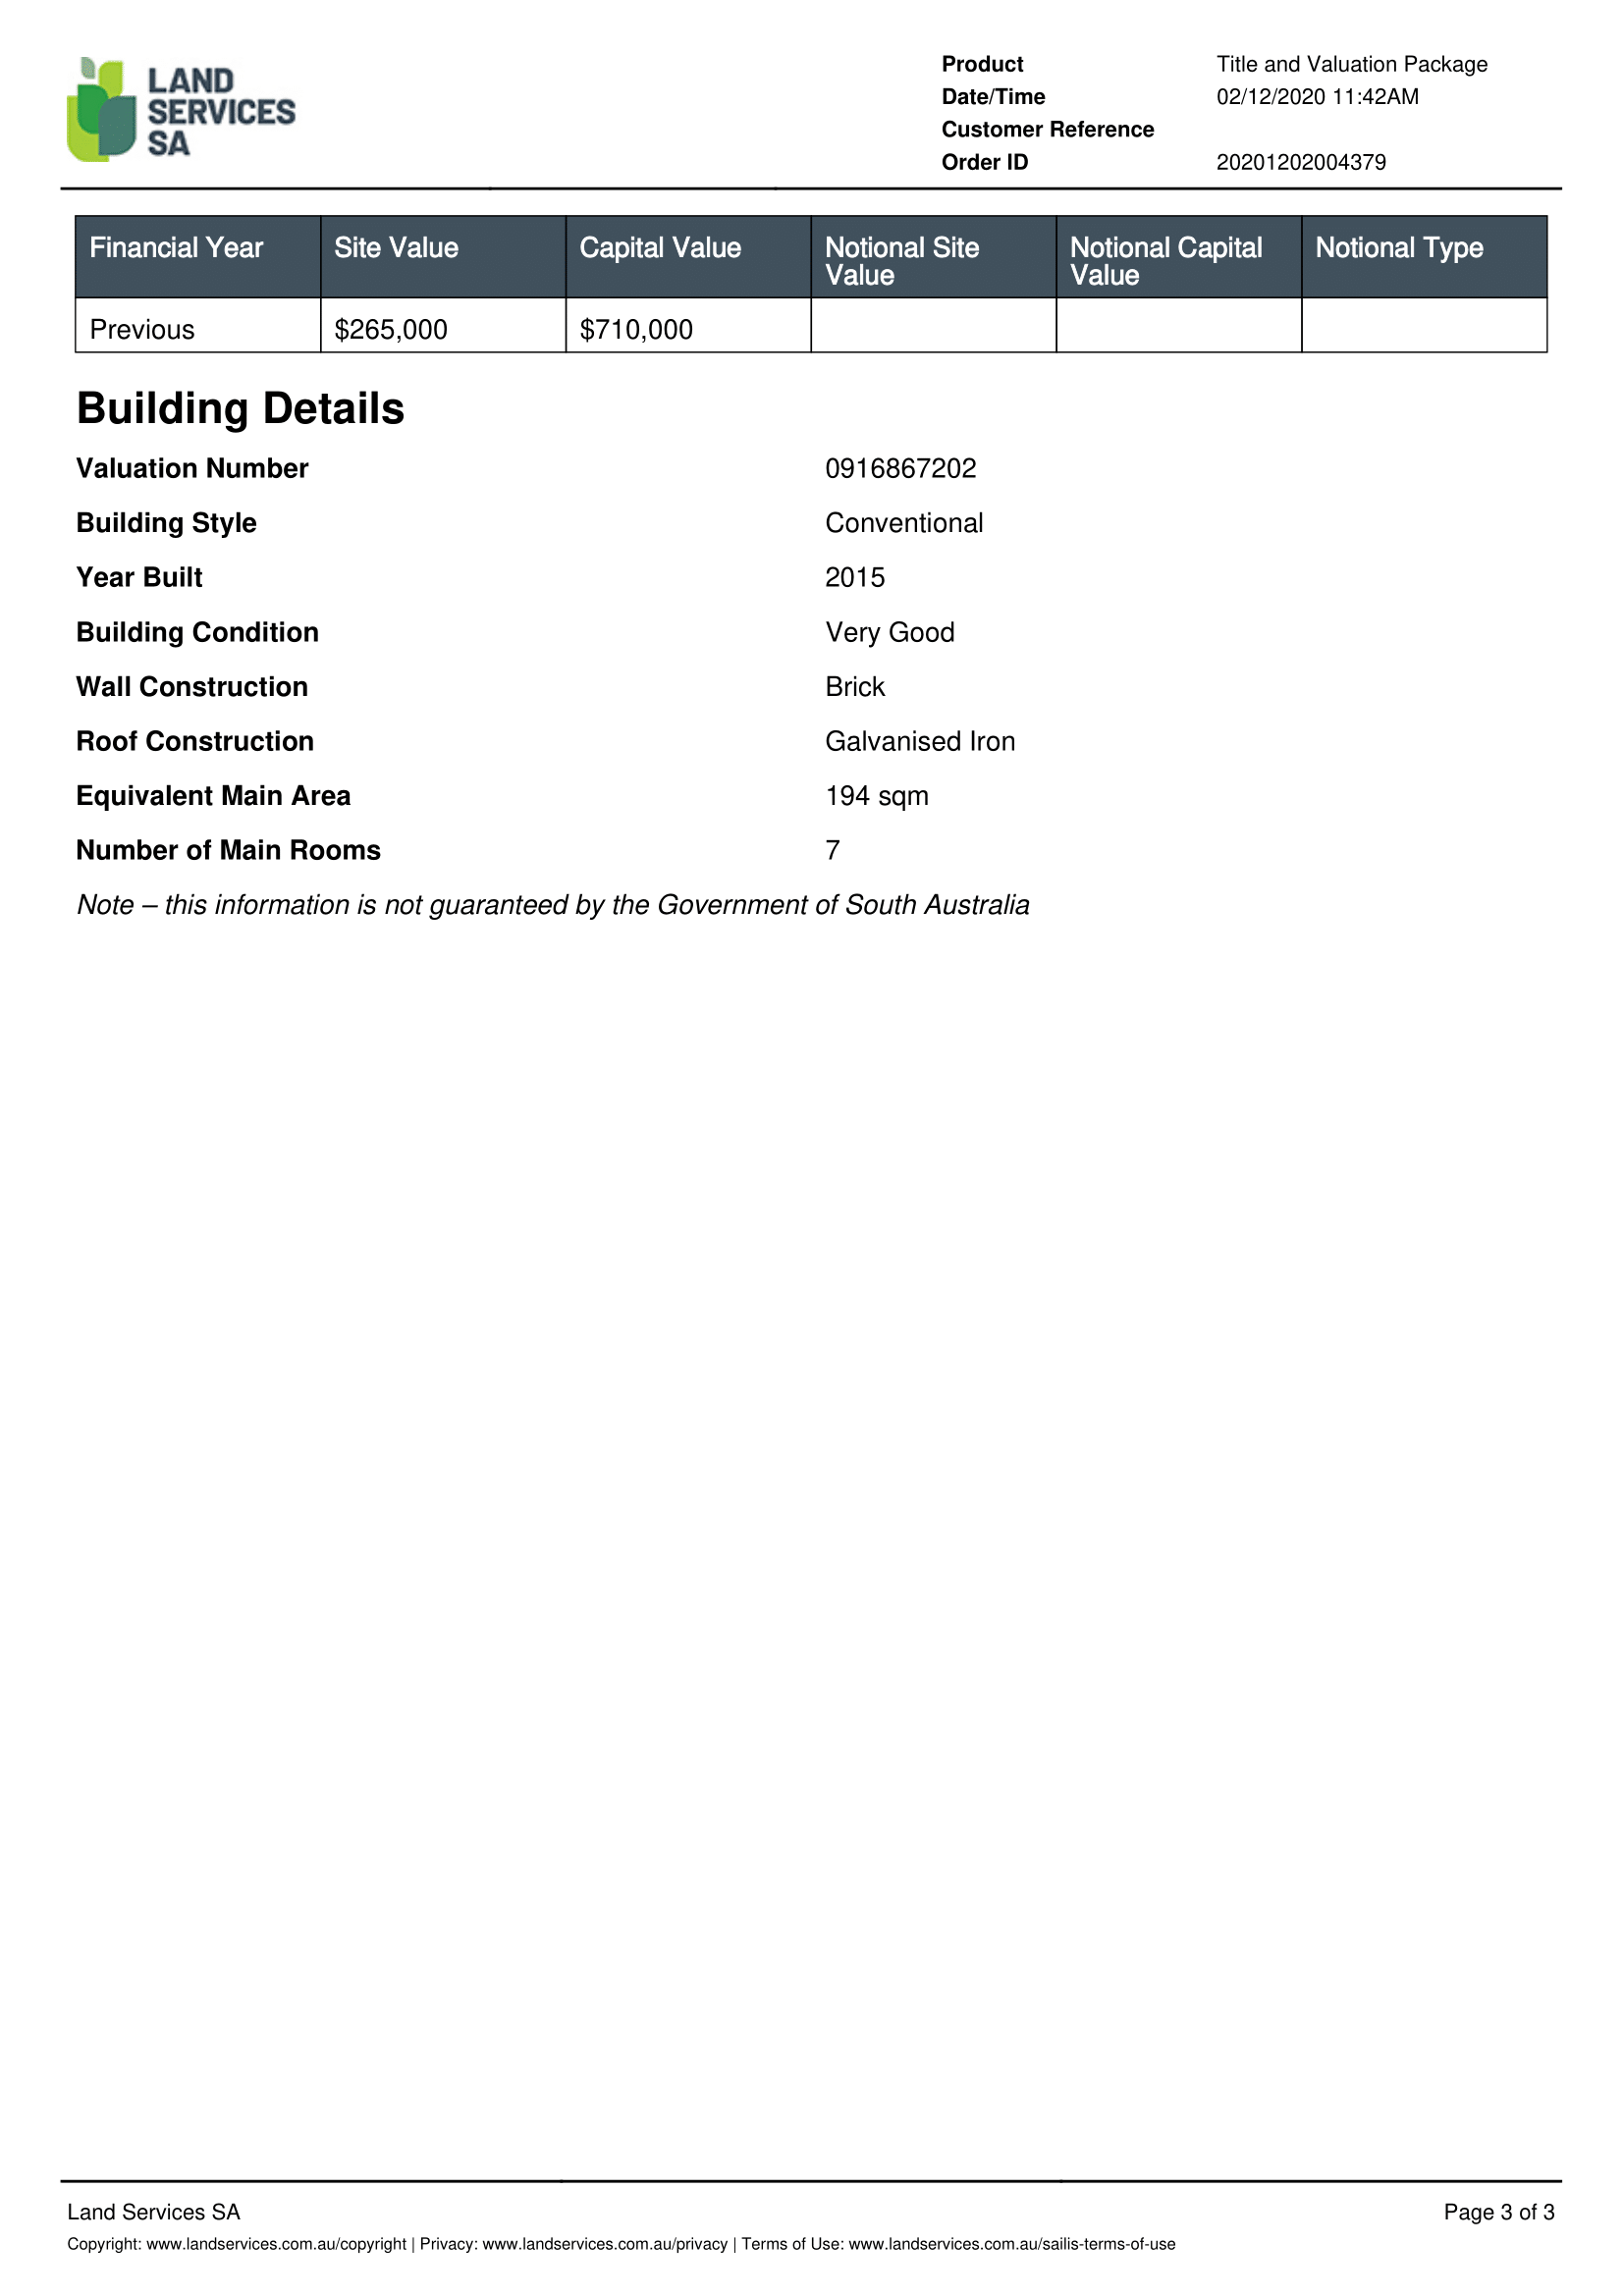 LAND
SERVICES
SA
Product Title and Valuation Package
Date/Time 02/12/2020 11:42AM
Customer Reference
Order ID 20201202004379
Financial Year Site Value Capital Value Notional Site Value Notional Capital Value Notional Type
Previous $265,000 $710,000
Building Details
Valuation Number 0916867202
Building Style Conventional
Year Built 2015
Building Condition Very Good
Wall Construction Brick
Roof Construction Galvanised Iron
Equivalent Main Area 194 sqm
Number of Main Rooms 7
Note – this information is not guaranteed by the Government of South Australia
Land Services SA Page 3 of 3
Copyright: www.landservices.com.au/copyright | Privacy: www.landservices.com.au/privacy | Terms of Use: www.landservices.com.au/sailis-terms-of-use